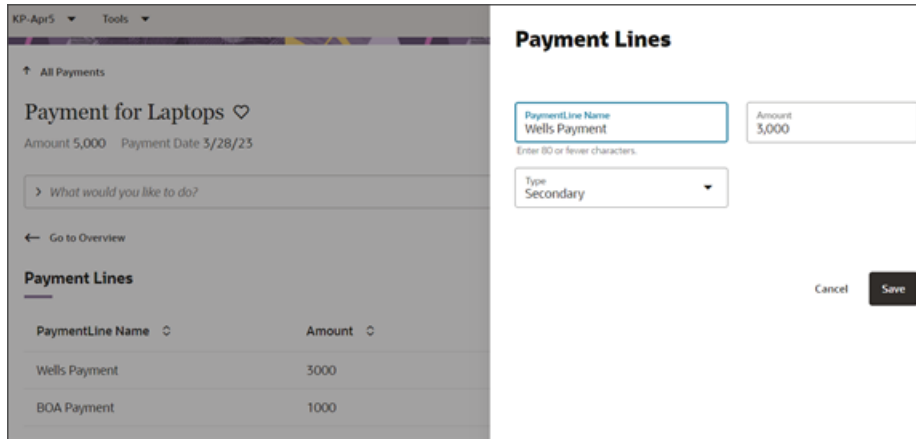 KP-Apr5 Tools
All Payments
Payment for Laptops
Amount 5,000 Payment Date 3/28/23
What would you like to do?
Go to Overview
Payment Lines
PaymentLine Name Amount
Wells Payment 3000
BOA Payment 1000
Payment Lines
PaymentLine Name
Wells Payment
Enter 80 or fewer characters.
Amount
3,000
Type
Secondary
Cancel Save